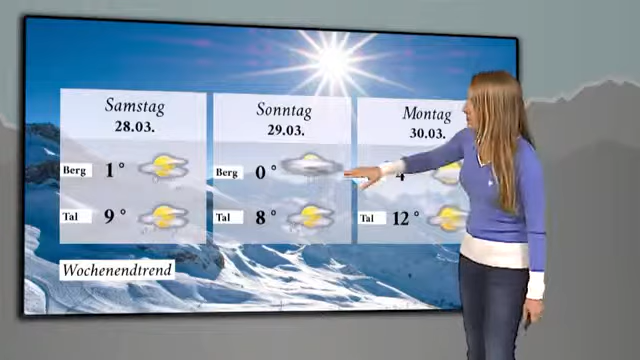 Samstag
28.03.
Berg 1°
Tal 9°
Sonntag
29.03.
Berg 0°
Tal 8°
Montag
30.03.
4
Tal 12°
Wochenendtrend